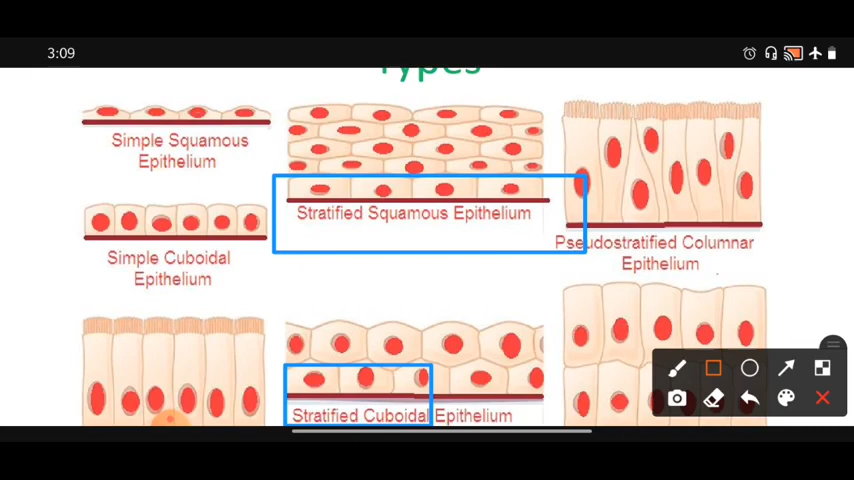 3:09
Types
Simple Squamous
Epithelium
Stratified Squamous Epithelium
Pseudostratified Columnar
Epithelium
Simple Cuboidal
Epithelium
Stratified Cuboidal Epithelium